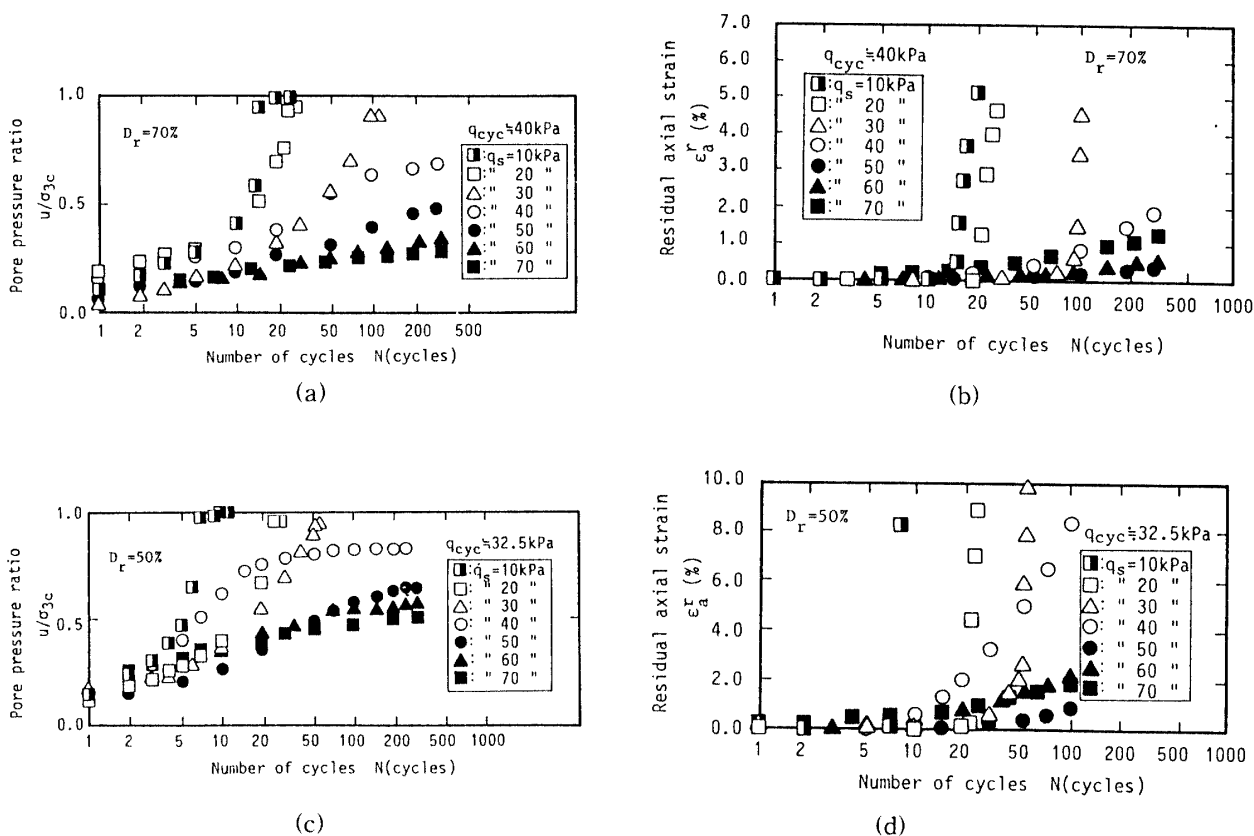 1.0
0.5
0.0
Pore pressure ratio
u/σ3c
Dr=70%
qcyc≒40kPa
:qs=10kPa
:" 20 "
:" 30 "
:" 40 "
:" 50 "
:" 60 "
:" 70 "
1 2 5 10 20 50 100 200 500
Number of cycles N(cycles)
(a)
7.0
6.0
5.0
4.0
3.0
2.0
1.0
0.0
Residual axial strain
εar (%)
qcyc≒40kPa
:qs=10kPa
:" 20 "
:" 30 "
:" 40 "
:" 50 "
:" 60 "
:" 70 "
Dr=70%
1 2 5 10 20 50 100 200 500 1000
Number of cycles N(cycles)
(b)
1.0
0.5
0.0
Pore pressure ratio
u/σ3c
Dr=50%
qcyc≒32.5kPa
:qs=10kPa
:" 20 "
:" 30 "
:" 40 "
:" 50 "
:" 60 "
:" 70 "
1 2 5 10 20 50 100 200 500 1000
Number of cycles N(cycles)
(c)
10.0
8.0
6.0
4.0
2.0
0.0
Residual axial strain
εar (%)
Dr=50%
qcyc≒32.5kPa
qs=10kPa
:" 20 "
:" 30 "
:" 40 "
:" 50 "
:" 60 "
:" 70 "
1 2 5 10 20 50 100 200 500 1000
Number of cycles N(cycles)
(d)